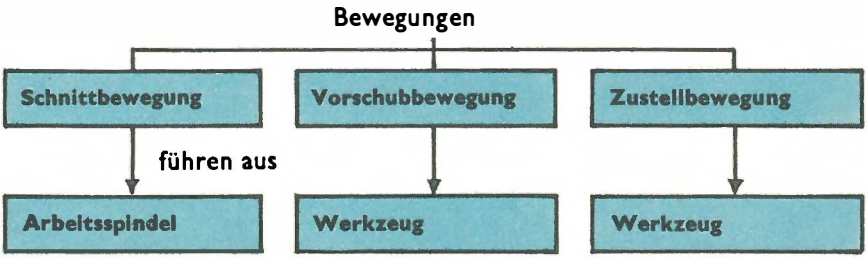 Bewegungen
Schnittbewegung
Vorschubbewegung
Zustellbewegung
führen aus
Arbeitsspindel
Werkzeug
Werkzeug